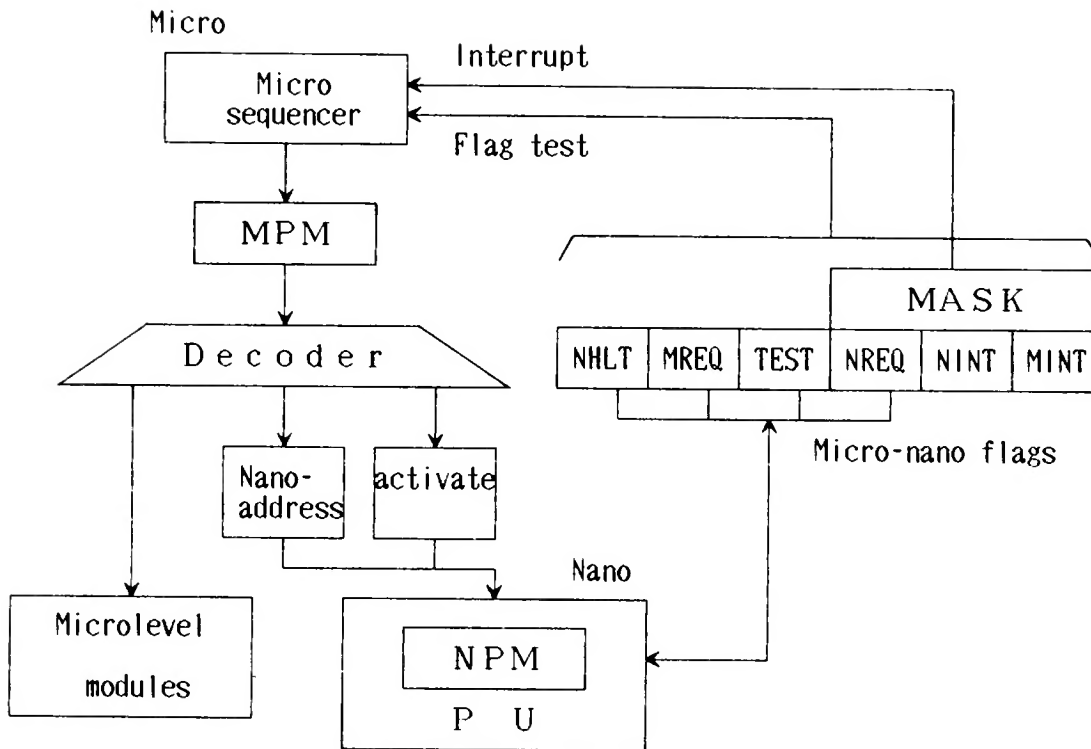 Micro
Micro
sequencer
Interrupt
Flag test
MPM
MASK
Decoder
NHLT MREQ TEST NREQ NINT MINT
Micro-nano flags
Nano-
address
activate
Nano
Microlevel
modules
NPM
P U